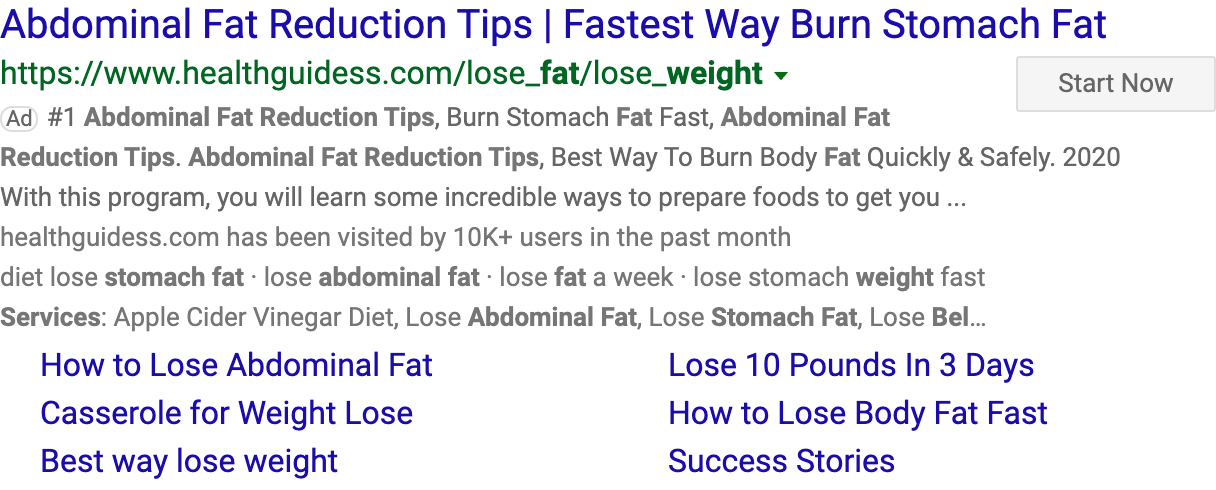 Abdominal Fat Reduction Tips | Fastest Way Burn Stomach Fat
https://www.healthguidess.com/lose_fat/lose_weight
Start Now
Ad #1 Abdominal Fat Reduction Tips, Burn Stomach Fat Fast, Abdominal Fat
Reduction Tips. Abdominal Fat Reduction Tips, Best Way To Burn Body Fat Quickly & Safely. 2020
With this program, you will learn some incredible ways to prepare foods to get you ...
healthguidess.com has been visited by 10K+ users in the past month
diet lose stomach fat · lose abdominal fat · lose fat a week · lose stomach weight fast
Services: Apple Cider Vinegar Diet, Lose Abdominal Fat, Lose Stomach Fat, Lose Bel…
How to Lose Abdominal Fat
Lose 10 Pounds In 3 Days
Casserole for Weight Lose
How to Lose Body Fat Fast
Best way lose weight
Success Stories